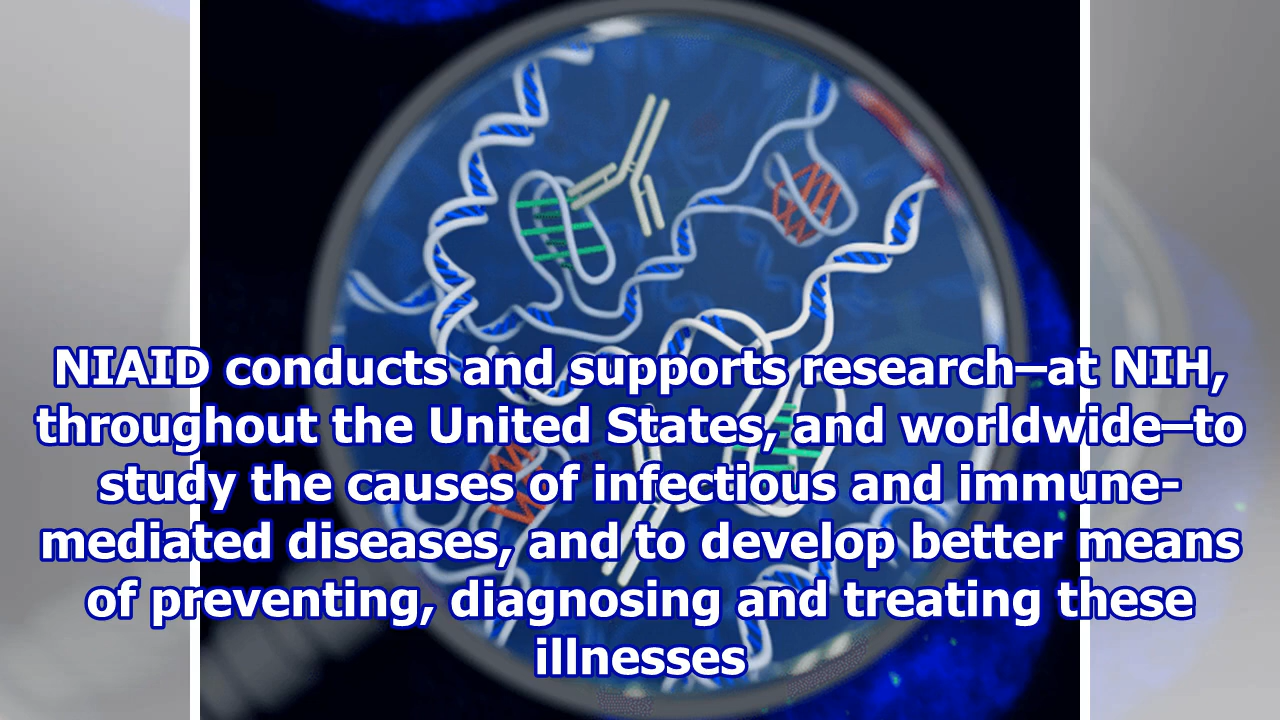 NIAID conducts and supports research—at NIH,
throughout the United States, and worldwide—to
study the causes of infectious and immune-
mediated diseases, and to develop better means
of preventing, diagnosing and treating these
illnesses